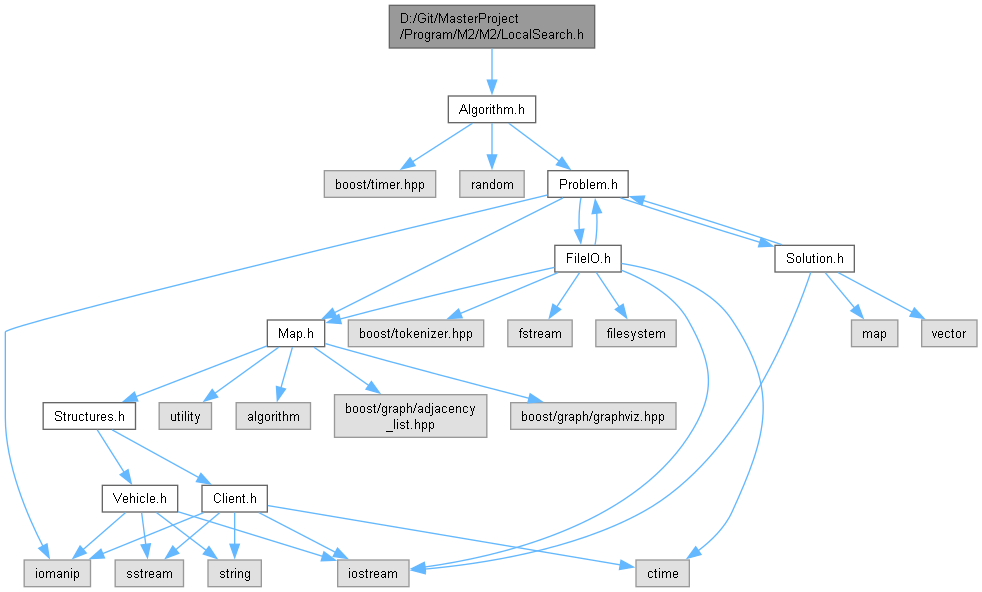 D:/Git/MasterProject
/Program/M2/M2/LocalSearch.h
Algorithm.h
boost/timer.hpp
random
Problem.h
FileIO.h
Solution.h
Map.h
boost/tokenizer.hpp
fstream
filesystem
map
vector
Structures.h
utility
algorithm
boost/graph/adjacency
_list.hpp
boost/graph/graphviz.hpp
Vehicle.h
Client.h
iomanip
sstream
string
iostream
ctime